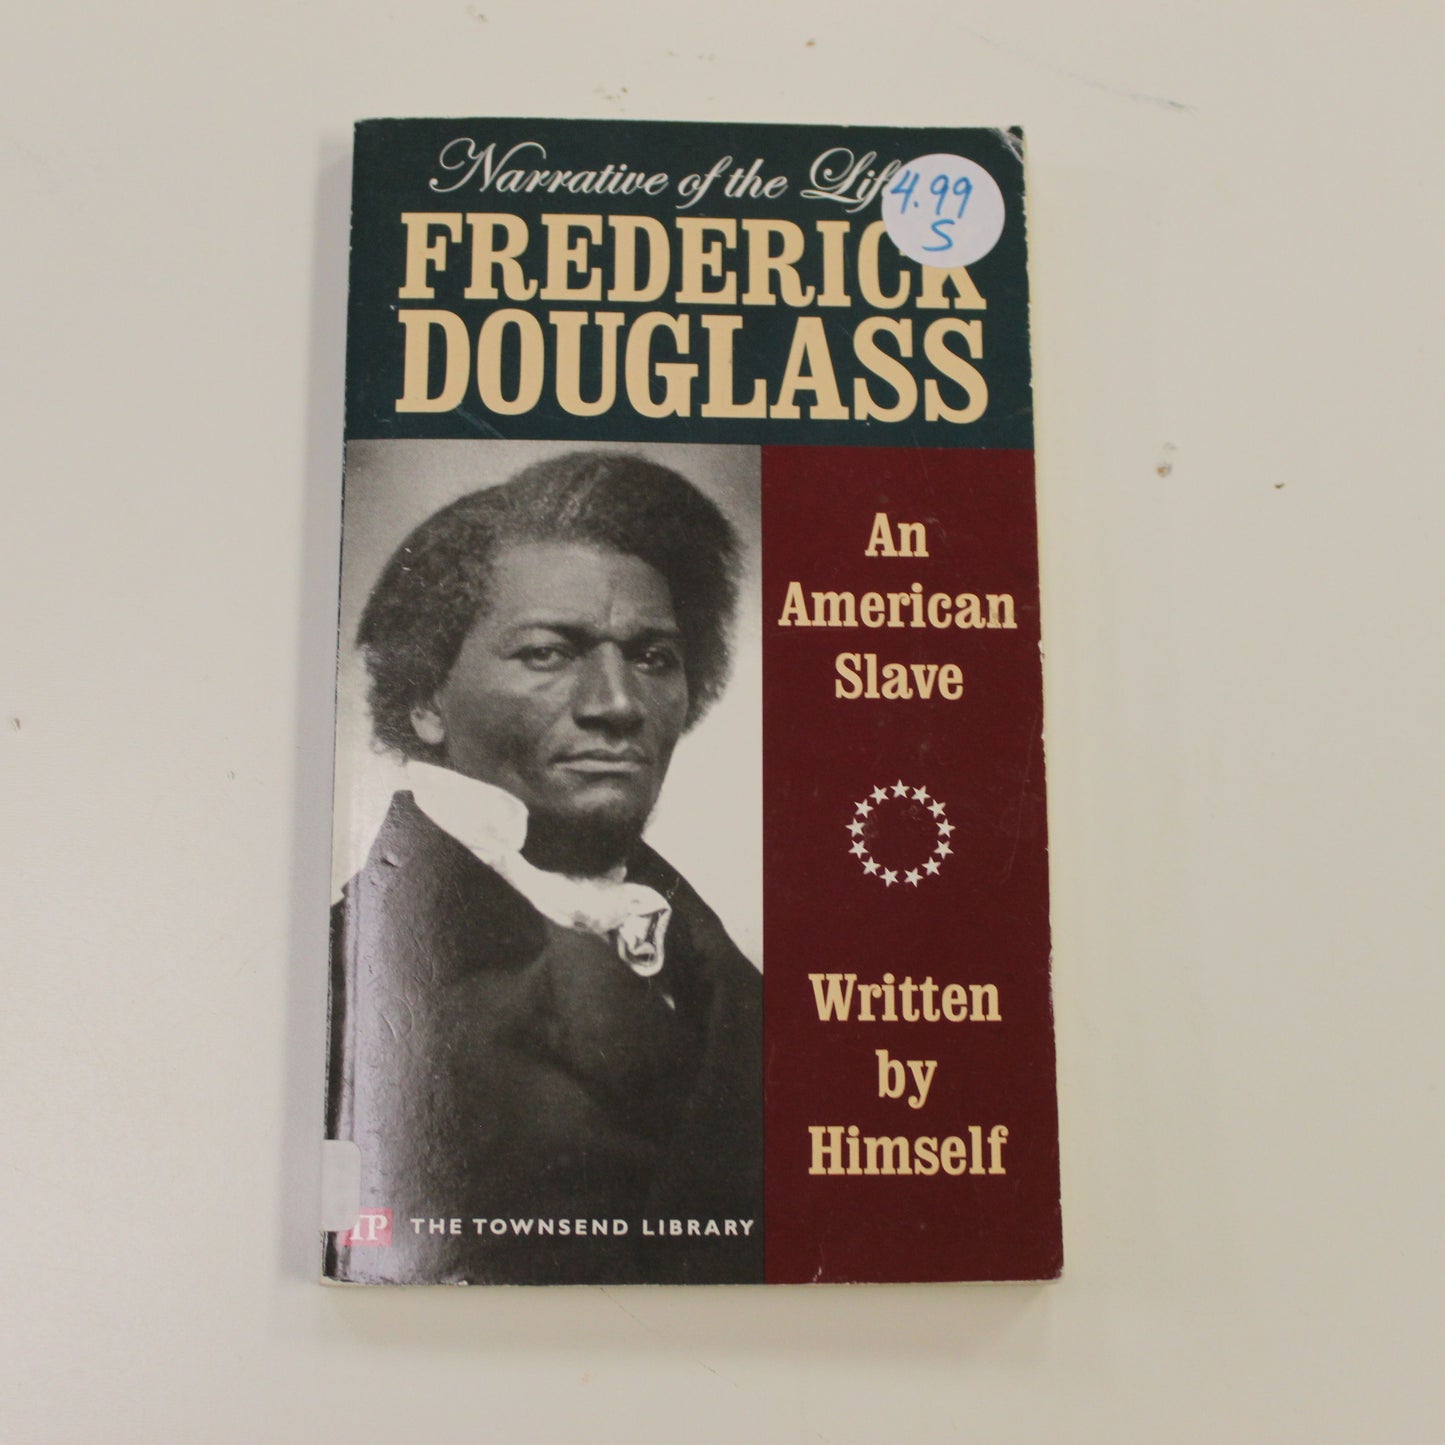 Narrative of the Lif
4.99
S
FREDERICK
DOUGLASS
An
American
Slave
Written
by
Himself
TP THE TOWNSEND LIBRARY